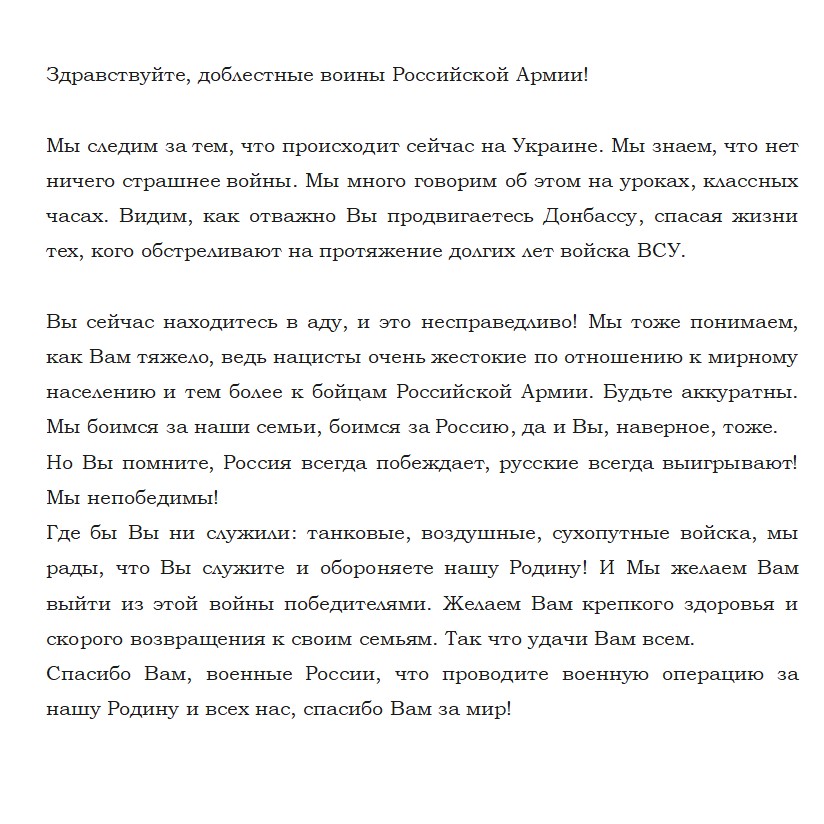 Здравствуйте, доблестные воины Российской Армии!
Мы следим за тем, что происходит сейчас на Украине. Мы знаем, что нет
ничего страшнее войны. Мы много говорим об этом на уроках, классных
часах. Видим, как отважно Вы продвигаетесь Донбассу, спасая жизни
тех, кого обстреливают на протяжение долгих лет войска ВСУ.
Вы сейчас находитесь в аду, и это несправедливо! Мы тоже понимаем,
как Вам тяжело, ведь нацисты очень жестокие по отношению к мирному
населению и тем более к бойцам Российской Армии. Будьте аккуратны.
Мы боимся за наши семьи, боимся за Россию, да и Вы, наверное, тоже.
Но Вы помните, Россия всегда побеждает, русские всегда выигрывают!
Мы непобедимы!
Где бы Вы ни служили: танковые, воздушные, сухопутные войска, мы
рады, что Вы служите и обороняете нашу Родину! И Мы желаем Вам
выйти из этой войны победителями. Желаем Вам крепкого здоровья и
скорого возвращения к своим семьям. Так что удачи Вам всем.
Спасибо Вам, военные России, что проводите военную операцию за
нашу Родину и всех нас, спасибо Вам за мир!